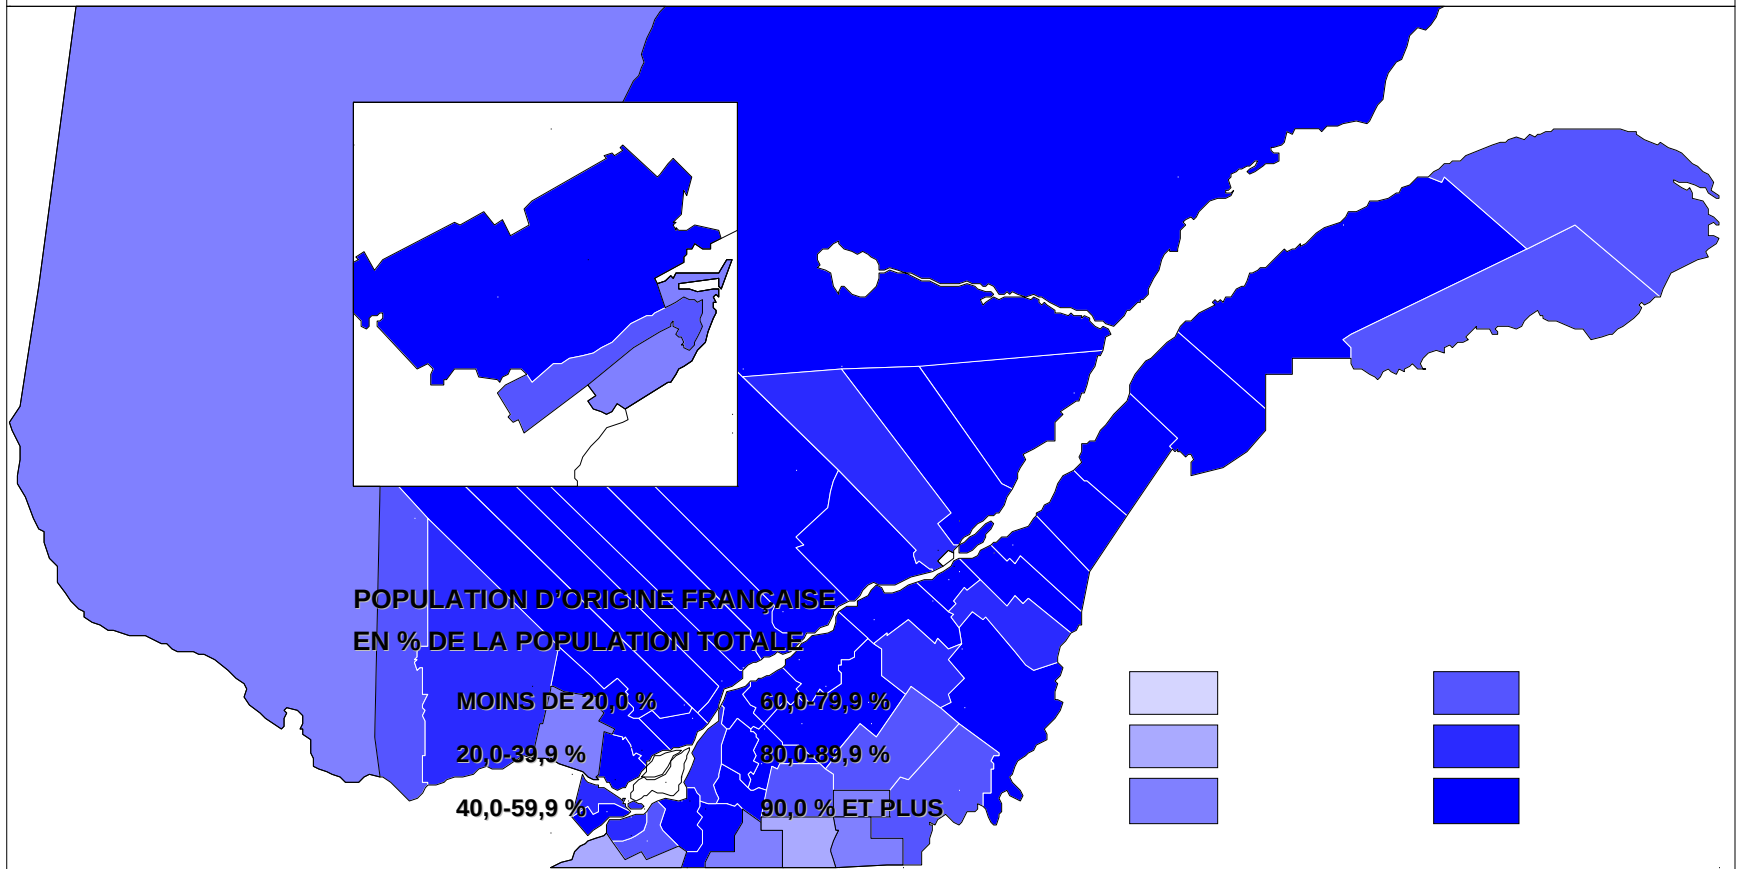 POPULATION D’ORIGINE FRANÇAISE
EN % DE LA POPULATION TOTALE
MOINS DE 20,0 %
60,0-79,9 %
20,0-39,9 %
80,0-89,9 %
40,0-59,9 %
90,0 % ET PLUS